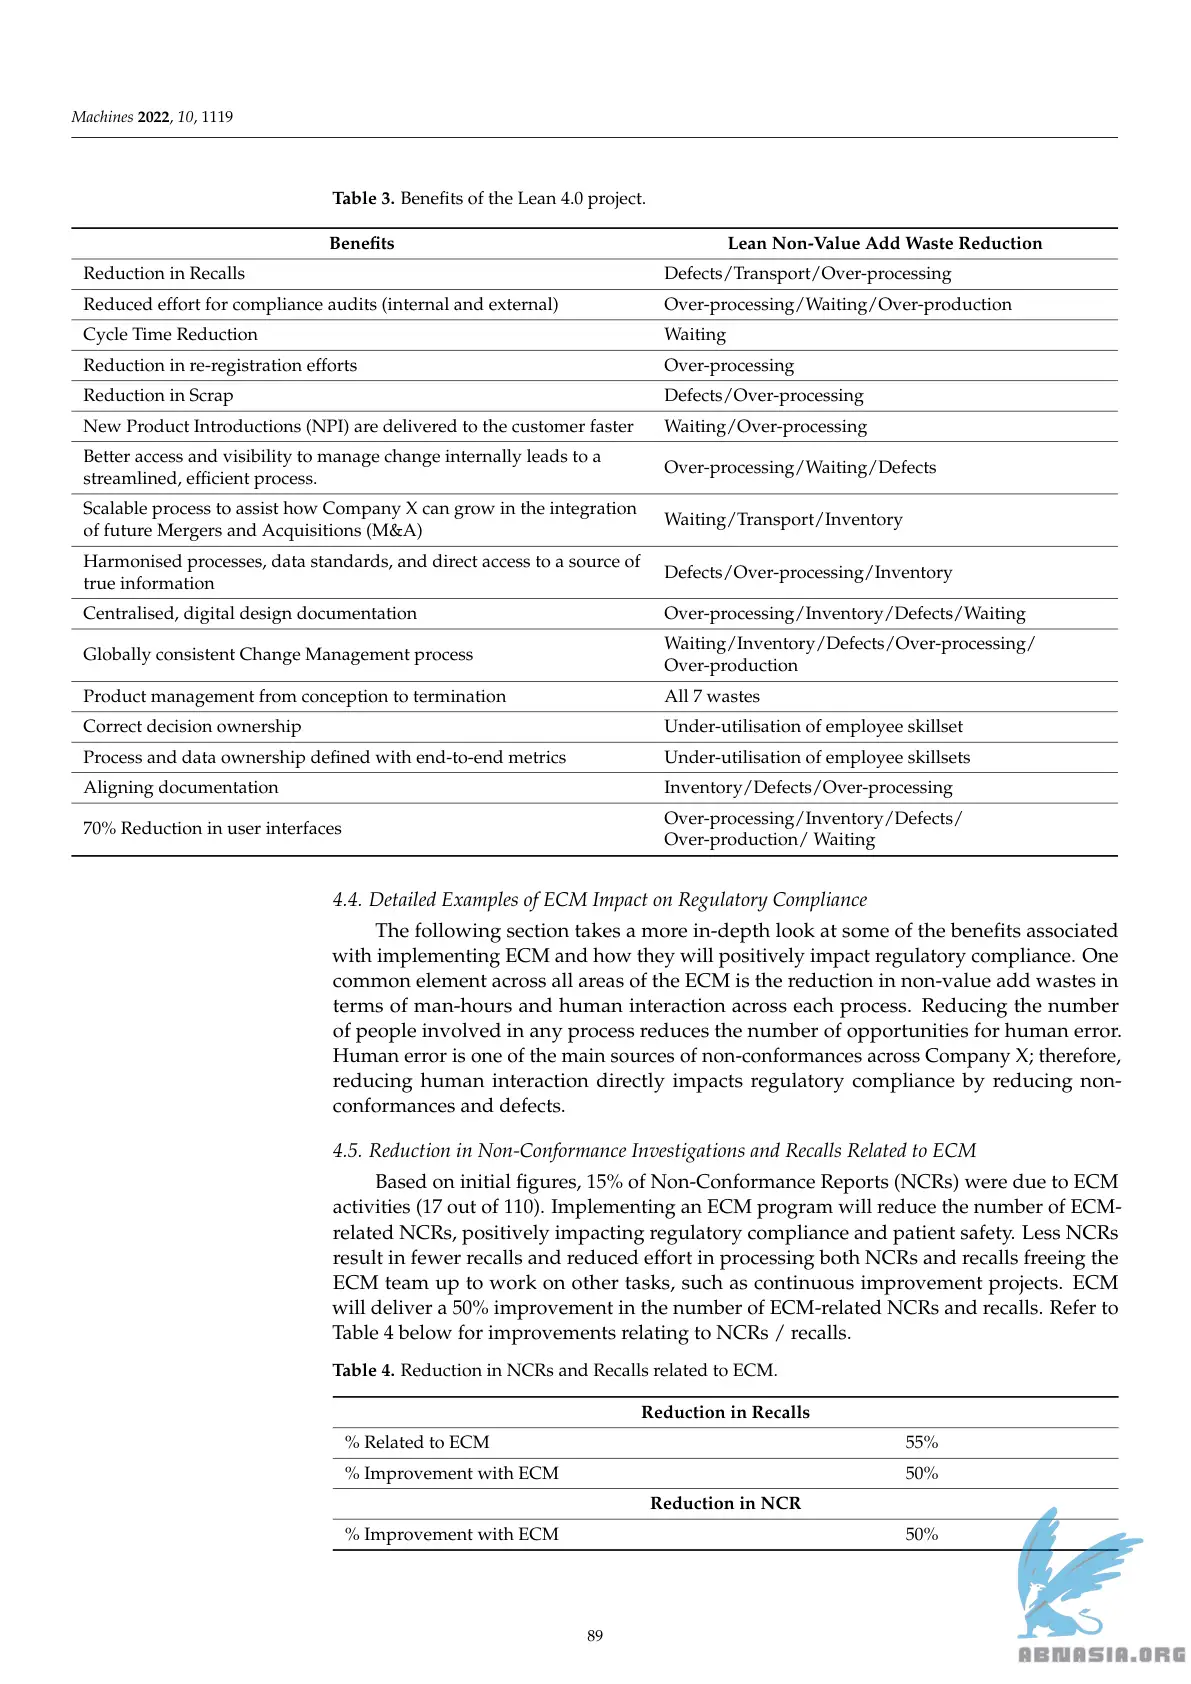 Machines 2022, 10, 1119
Table 3. Benefits of the Lean 4.0 project.
Benefits Lean Non-Value Add Waste Reduction
Reduction in Recalls Defects/Transport/Over-processing
Reduced effort for compliance audits (internal and external) Over-processing/Waiting/Over-production
Cycle Time Reduction Waiting
Reduction in re-registration efforts Over-processing
Reduction in Scrap Defects/Over-processing
New Product Introductions (NPI) are delivered to the customer faster Waiting/Over-processing
Better access and visibility to manage change internally leads to a
streamlined, efficient process.
Over-processing/Waiting/Defects
Scalable process to assist how Company X can grow in the integration
of future Mergers and Acquisitions (M&A)
Waiting/Transport/Inventory
Harmonised processes, data standards, and direct access to a source of
true information
Defects/Over-processing/Inventory
Centralised, digital design documentation Over-processing/Inventory/Defects/Waiting
Globally consistent Change Management process
Waiting/Inventory/Defects/Over-processing/
Over-production
Product management from conception to termination All 7 wastes
Correct decision ownership Under-utilisation of employee skillset
Process and data ownership defined with end-to-end metrics Under-utilisation of employee skillsets
Aligning documentation Inventory/Defects/Over-processing
70% Reduction in user interfaces
Over-processing/Inventory/Defects/
Over-production/ Waiting
4.4. Detailed Examples of ECM Impact on Regulatory Compliance
The following section takes a more in-depth look at some of the benefits associated
with implementing ECM and how they will positively impact regulatory compliance. One
common element across all areas of the ECM is the reduction in non-value add wastes in
terms of man-hours and human interaction across each process. Reducing the number
of people involved in any process reduces the number of opportunities for human error.
Human error is one of the main sources of non-conformances across Company X; therefore,
reducing human interaction directly impacts regulatory compliance by reducing non-
conformances and defects.
4.5. Reduction in Non-Conformance Investigations and Recalls Related to ECM
Based on initial figures, 15% of Non-Conformance Reports (NCRs) were due to ECM
activities (17 out of 110). Implementing an ECM program will reduce the number of ECM-
related NCRs, positively impacting regulatory compliance and patient safety. Less NCRs
result in fewer recalls and reduced effort in processing both NCRs and recalls freeing the
ECM team up to work on other tasks, such as continuous improvement projects. ECM
will deliver a 50% improvement in the number of ECM-related NCRs and recalls. Refer to
Table 4 below for improvements relating to NCRs / recalls.
Table 4. Reduction in NCRs and Recalls related to ECM.
Reduction in Recalls
% Related to ECM 55%
% Improvement with ECM 50%
Reduction in NCR
% Improvement with ECM 50%
89
ABNASIA.ORG